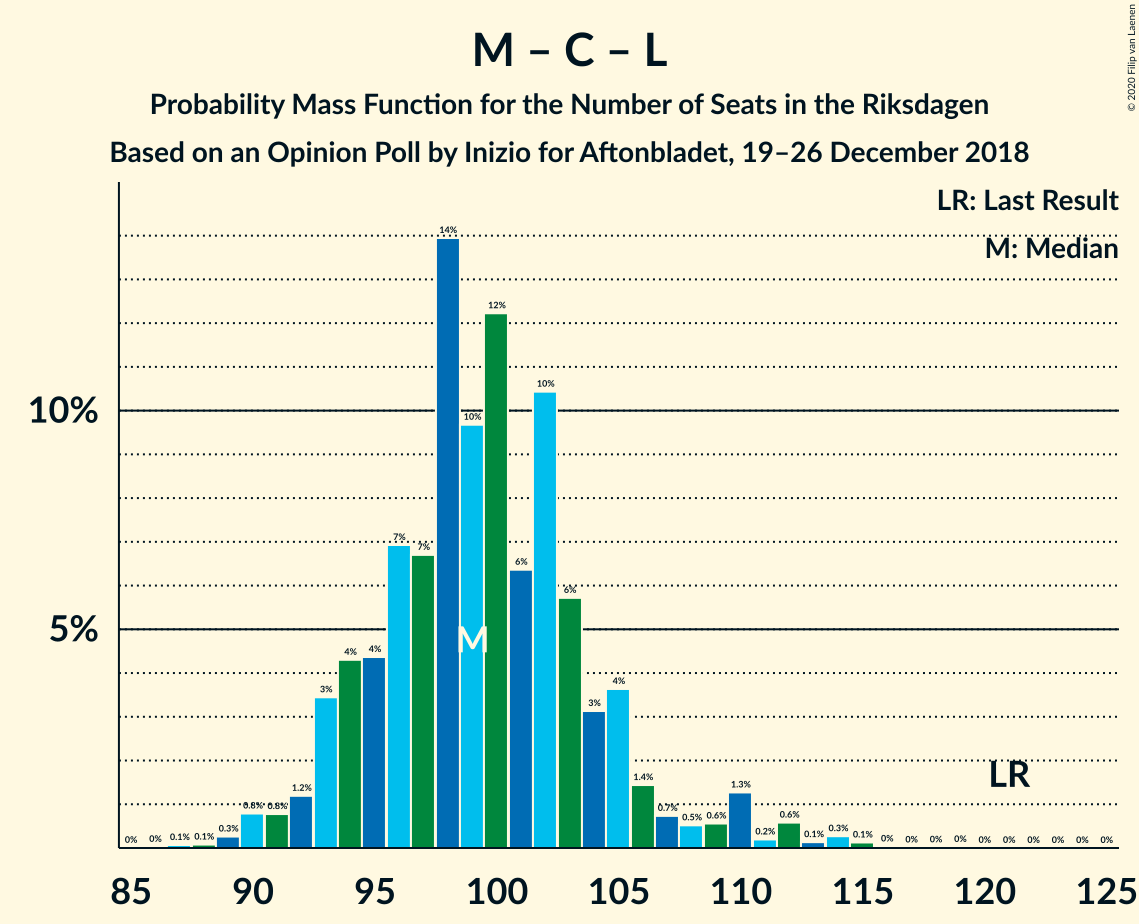 M – C – L
Probability Mass Function for the Number of Seats in the Riksdagen
Based on an Opinion Poll by Inizio for Aftonbladet, 19–26 December 2018
© 2020 Filip van Laenen
LR: Last Result
M: Median
10%
5%
0% 0% 0.1% 0.1% 0.3% 0.8% 0.8% 1.2% 3% 4% 4% 7% 7% 14% 10% 12% 6% 10% 6% 3% 4% 1.4% 0.7% 0.5% 0.6% 1.3% 0.2% 0.6% 0.1% 0.3% 0.1% 0% 0% 0% 0% 0% 0% 0% 0% 0% 0%
M
LR
85 90 95 100 105 110 115 120 125